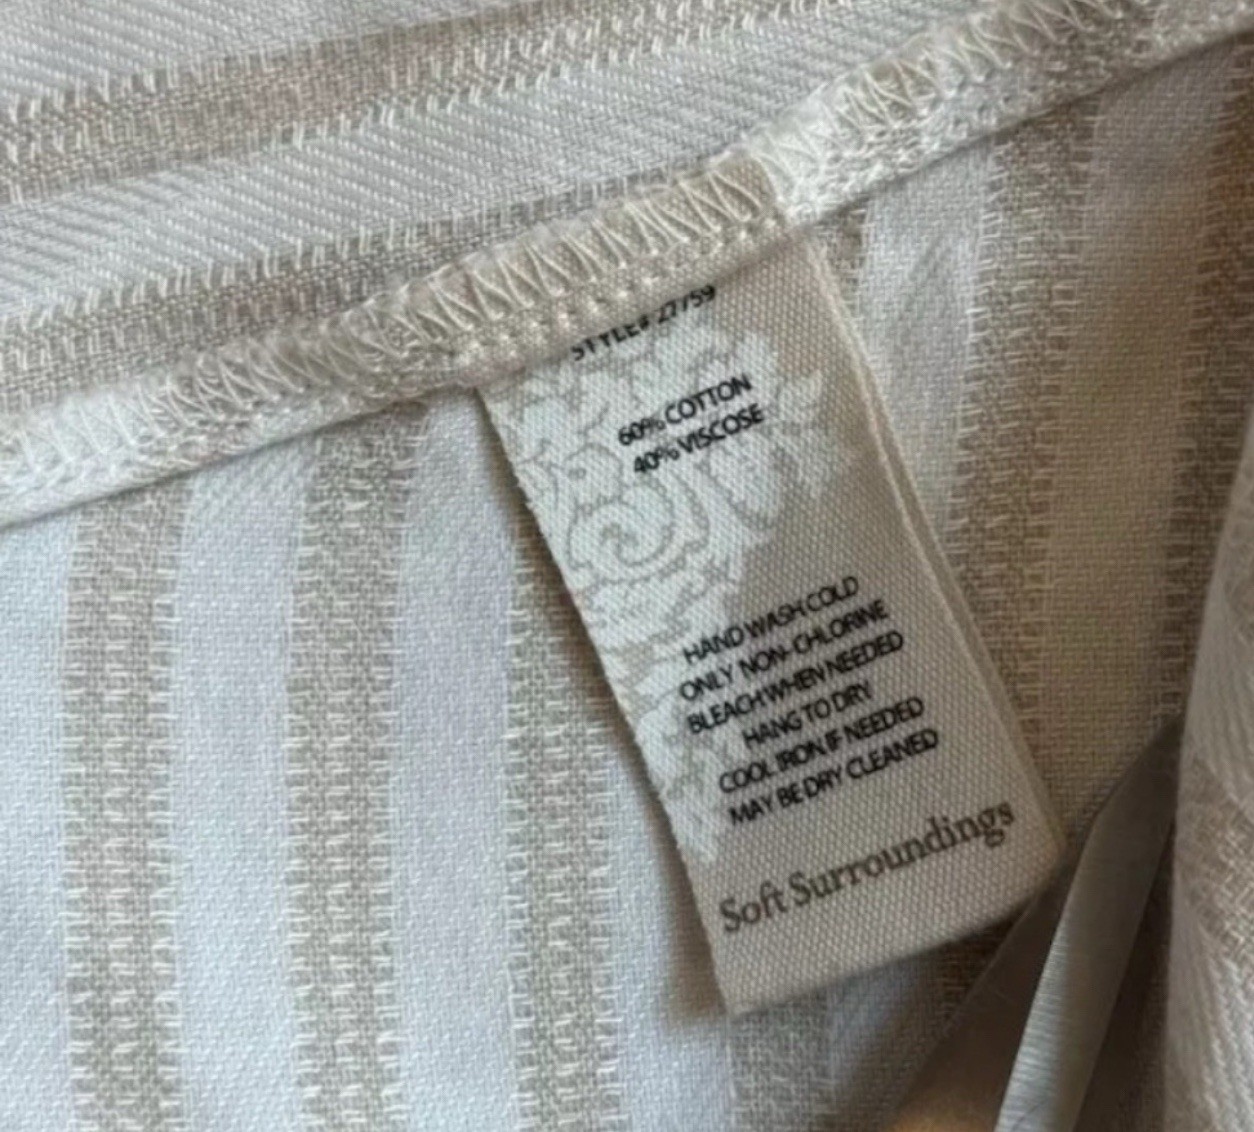 STYLE# 27759
60% COTTON
40% VISCOSE
HAND WASH COLD
ONLY NON-CHLORINE
BLEACH WHEN NEEDED
HANG TO DRY
COOL IRON IF NEEDED
MAY BE DRY CLEANED
Soft Surroundings